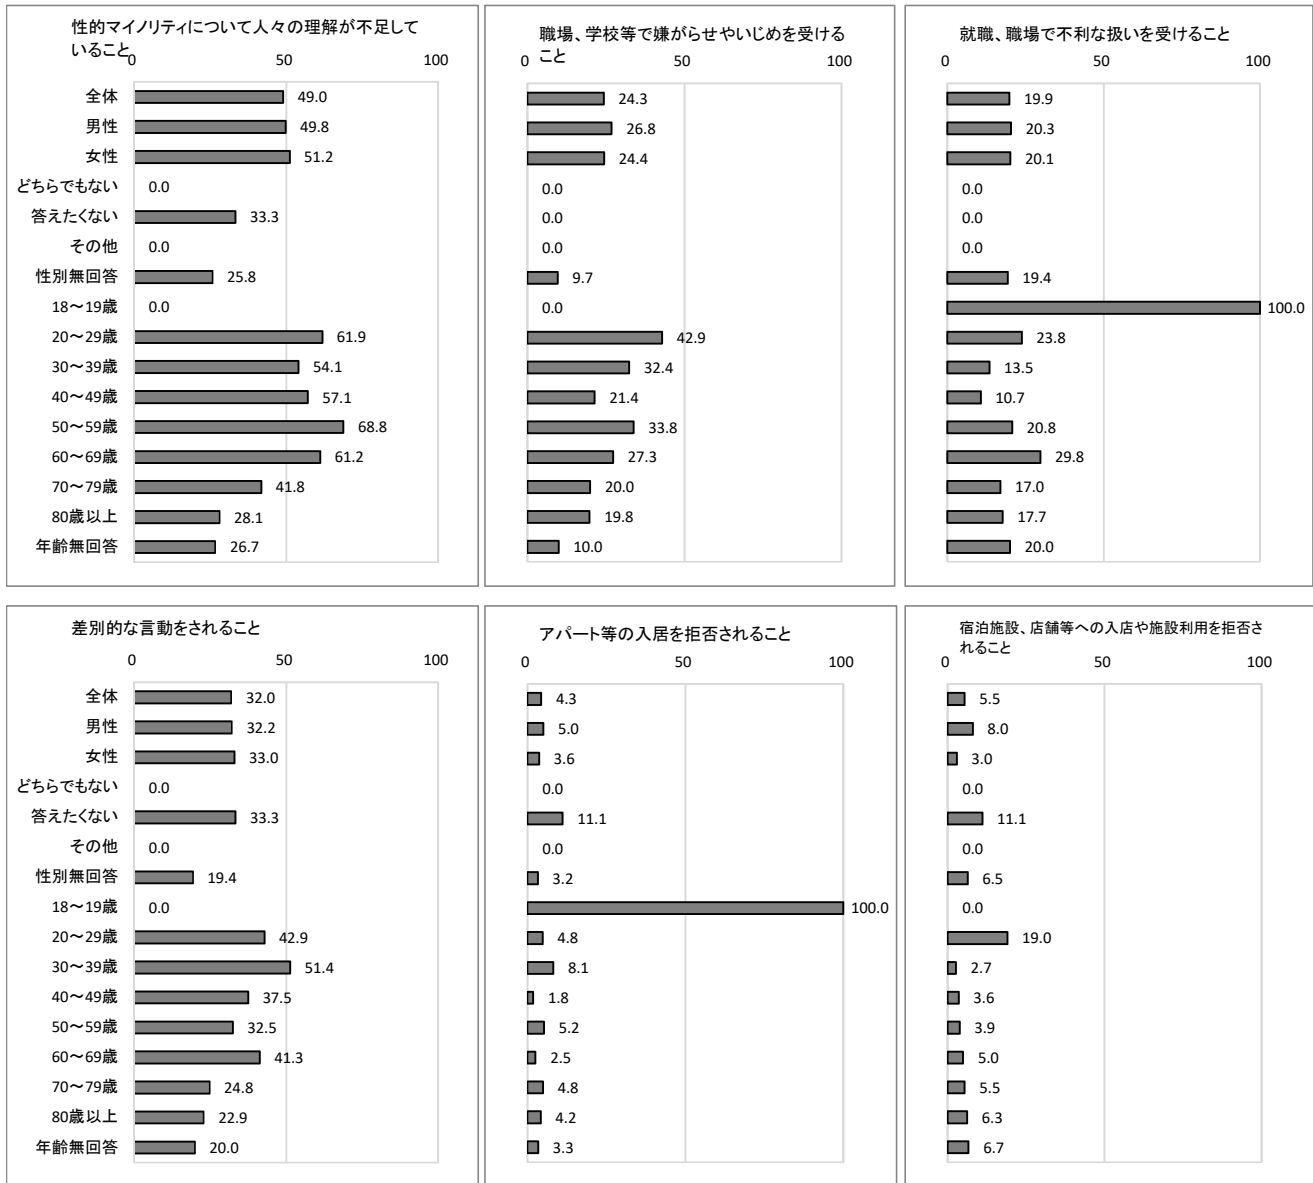 性的マイノリティについて人々の理解が不足して
いること
0 50 100
全体 49.0
男性 49.8
女性 51.2
どちらでもない 0.0
答えたくない 33.3
その他 0.0
性別無回答 25.8
18～19歳 0.0
20～29歳 61.9
30～39歳 54.1
40～49歳 57.1
50～59歳 68.8
60～69歳 61.2
70～79歳 41.8
80歳以上 28.1
年齢無回答 26.7
職場、学校等で嫌がらせやいじめを受ける
こと
0 50 100
24.3
26.8
24.4
0.0
0.0
0.0
9.7
0.0
42.9
32.4
21.4
33.8
27.3
20.0
19.8
10.0
就職、職場で不利な扱いを受けること
0 50 100
19.9
20.3
20.1
0.0
0.0
0.0
19.4
100.0
23.8
13.5
10.7
20.8
29.8
17.0
17.7
20.0
差別的な言動をされること
0 50 100
全体 32.0
男性 32.2
女性 33.0
どちらでもない 0.0
答えたくない 33.3
その他 0.0
性別無回答 19.4
18～19歳 0.0
20～29歳 42.9
30～39歳 51.4
40～49歳 37.5
50～59歳 32.5
60～69歳 41.3
70～79歳 24.8
80歳以上 22.9
年齢無回答 20.0
アパート等の入居を拒否されること
0 50 100
4.3
5.0
3.6
0.0
11.1
0.0
3.2
100.0
4.8
8.1
1.8
5.2
2.5
4.8
4.2
3.3
宿泊施設、店舗等への入店や施設利用を拒否さ
れること
0 50 100
5.5
8.0
3.0
0.0
11.1
0.0
6.5
0.0
19.0
2.7
3.6
3.9
5.0
5.5
6.3
6.7